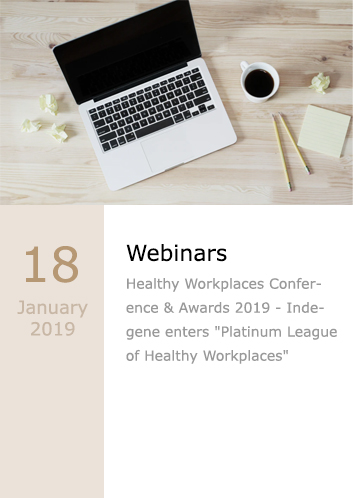 18
January
2019
Webinars
Healthy Workplaces Confer-
ence & Awards 2019 - Inde-
gene enters "Platinum League
of Healthy Workplaces"